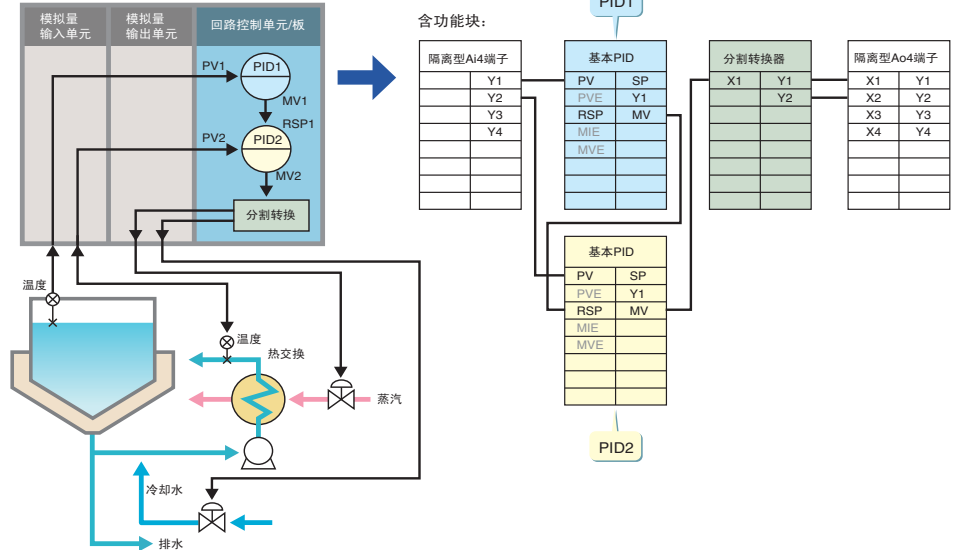 模拟量
输入单元
模拟量
输出单元
回路控制单元/板
PV1
PID1
MV1
RSP1
PV2
PID2
MV2
分割转换
温度
温度
热交换
蒸汽
冷却水
排水
含功能块：
PID1
隔离型Ai4端子
Y1
Y2
Y3
Y4
基本PID
PV SP
PVE Y1
RSP MV
MIE
MVE
分割转换器
X1 Y1
Y2
隔离型Ao4端子
X1 Y1
X2 Y2
X3 Y3
X4 Y4
基本PID
PV SP
PVE Y1
RSP MV
MIE
MVE
PID2